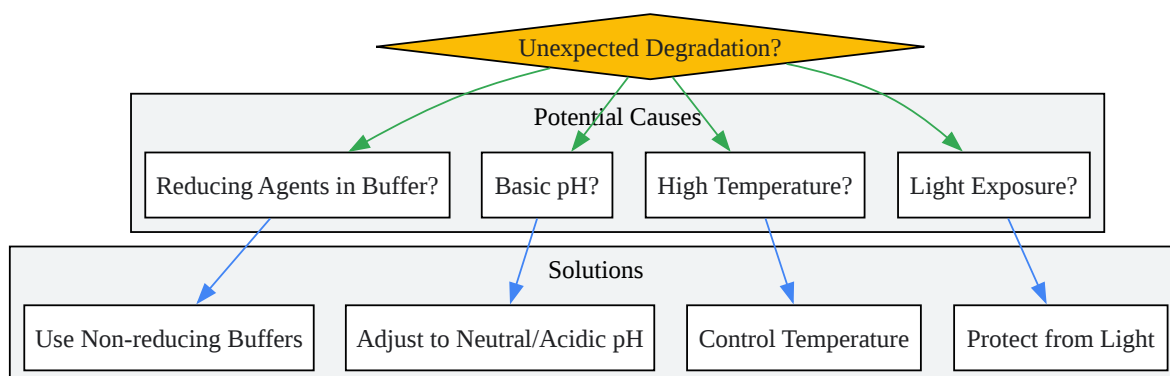 Unexpected Degradation?
Potential Causes
Reducing Agents in Buffer?
Basic pH?
High Temperature?
Light Exposure?
Solutions
Use Non-reducing Buffers
Adjust to Neutral/Acidic pH
Control Temperature
Protect from Light